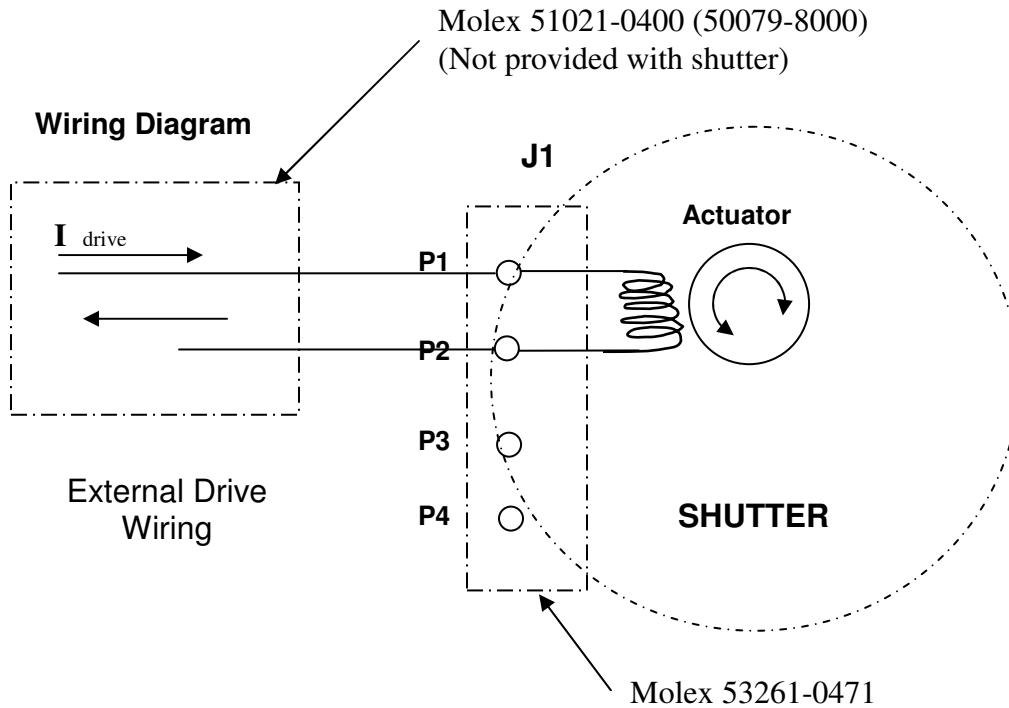 Molex 51021-0400 (50079-8000)
(Not provided with shutter)
Wiring Diagram
J1
Actuator
I drive
P1
P2
P3
P4
External Drive
Wiring
SHUTTER
Molex 53261-0471